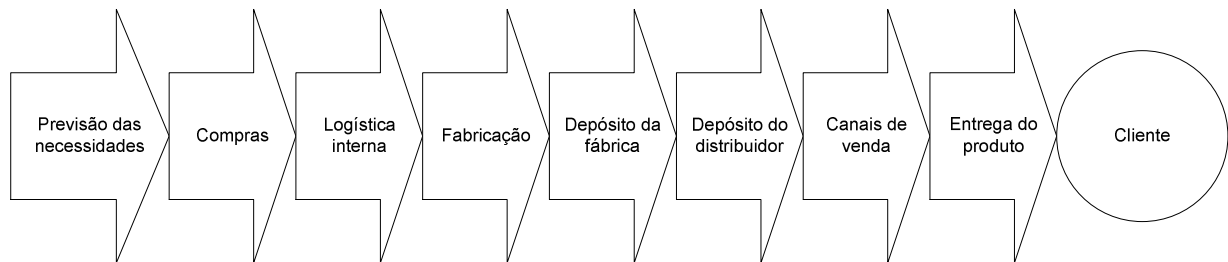 Previsão das
necessidades
Compras
Logística
interna
Fabricação
Depósito da
fábrica
Depósito do
distribuidor
Canais de
venda
Entrega do
produto
Cliente